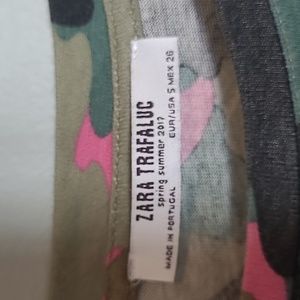 ZARA TRAFALUC
spring summer 2017
EUR/USA S MEX 26
MADE IN PORTUGAL